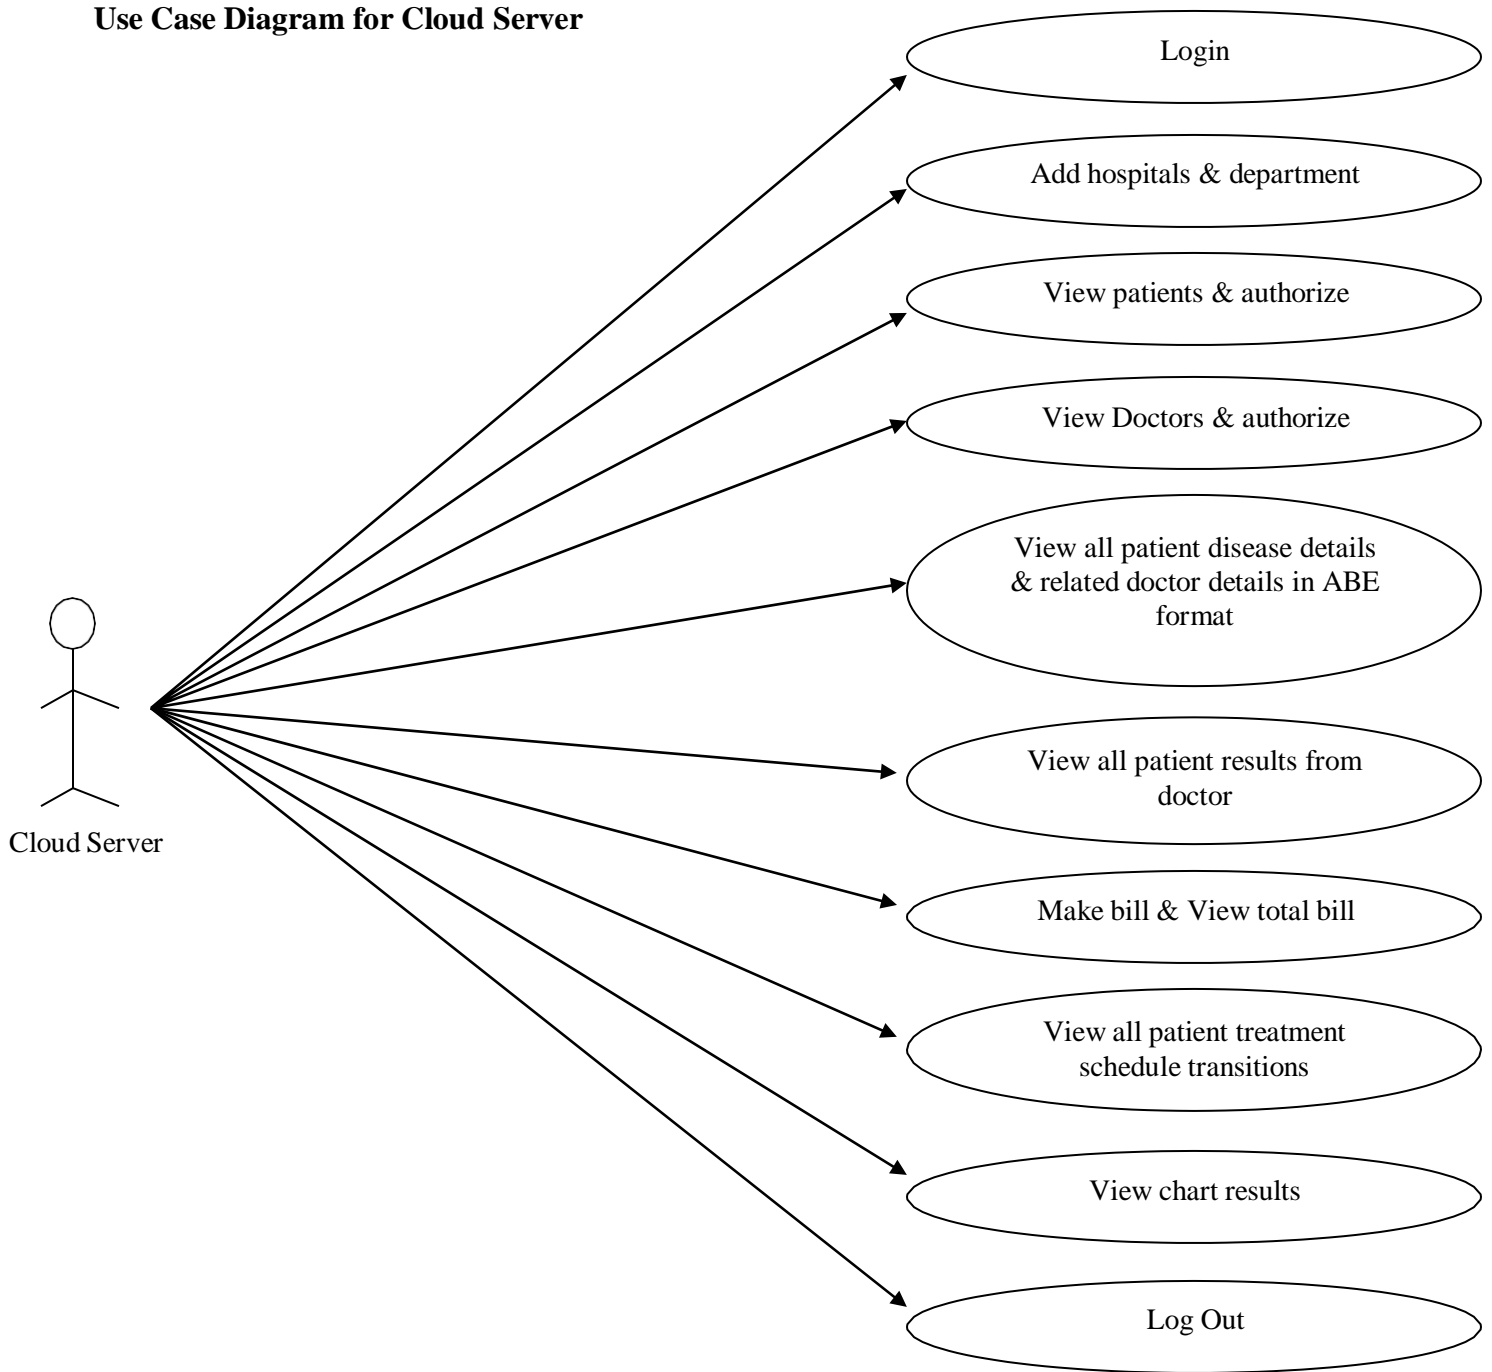 Use Case Diagram for Cloud Server
Login
Add hospitals & department
View patients & authorize
View Doctors & authorize
View all patient disease details
& related doctor details in ABE
format
View all patient results from
doctor
Cloud Server
Make bill & View total bill
View all patient treatment
schedule transitions
View chart results
Log Out